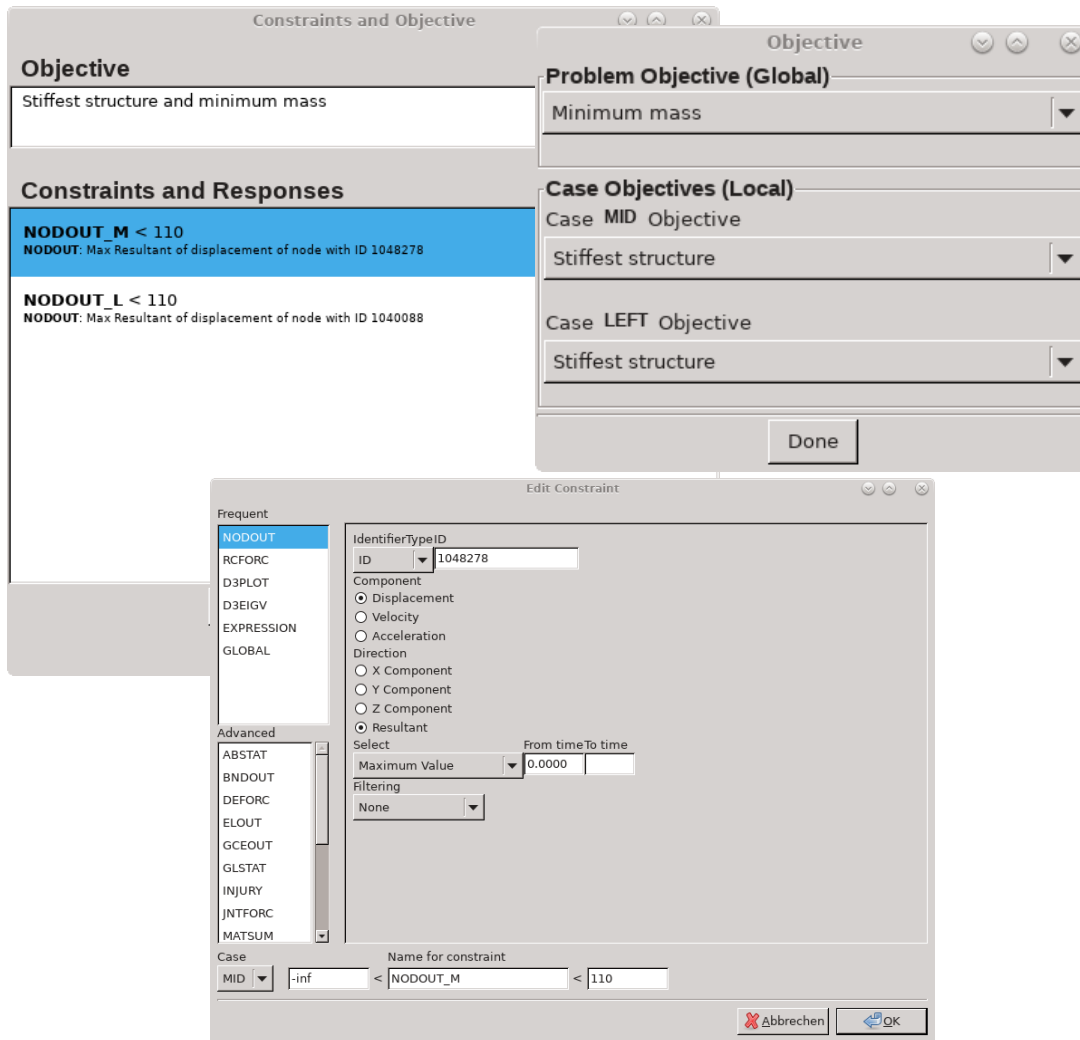 Constraints and Objective
Objective
Stiffest structure and minimum mass
Constraints and Responses
NODOUT_M < 110
NODOUT: Max Resultant of displacement of node with ID 1048278
NODOUT_L < 110
NODOUT: Max Resultant of displacement of node with ID 1040088
Objective
Problem Objective (Global)
Minimum mass
Case Objectives (Local)
Case MID Objective
Stiffest structure
Case LEFT Objective
Stiffest structure
Done
Edit Constraint
Frequent
NODOUT
RCFORC
D3PLOT
D3EIGV
EXPRESSION
GLOBAL
Advanced
ABSTAT
BNDOUT
DEFORC
ELOUT
GCEOUT
GLSTAT
INJURY
JNTFORC
MATSUM
IdentifierTypeID
ID 1048278
Component
Displacement
Velocity
Acceleration
Direction
X Component
Y Component
Z Component
Resultant
Select From timeTo time
Maximum Value 0.0000
Filtering
None
Case Name for constraint
MID -inf < NODOUT_M < 110
Abbrechen OK